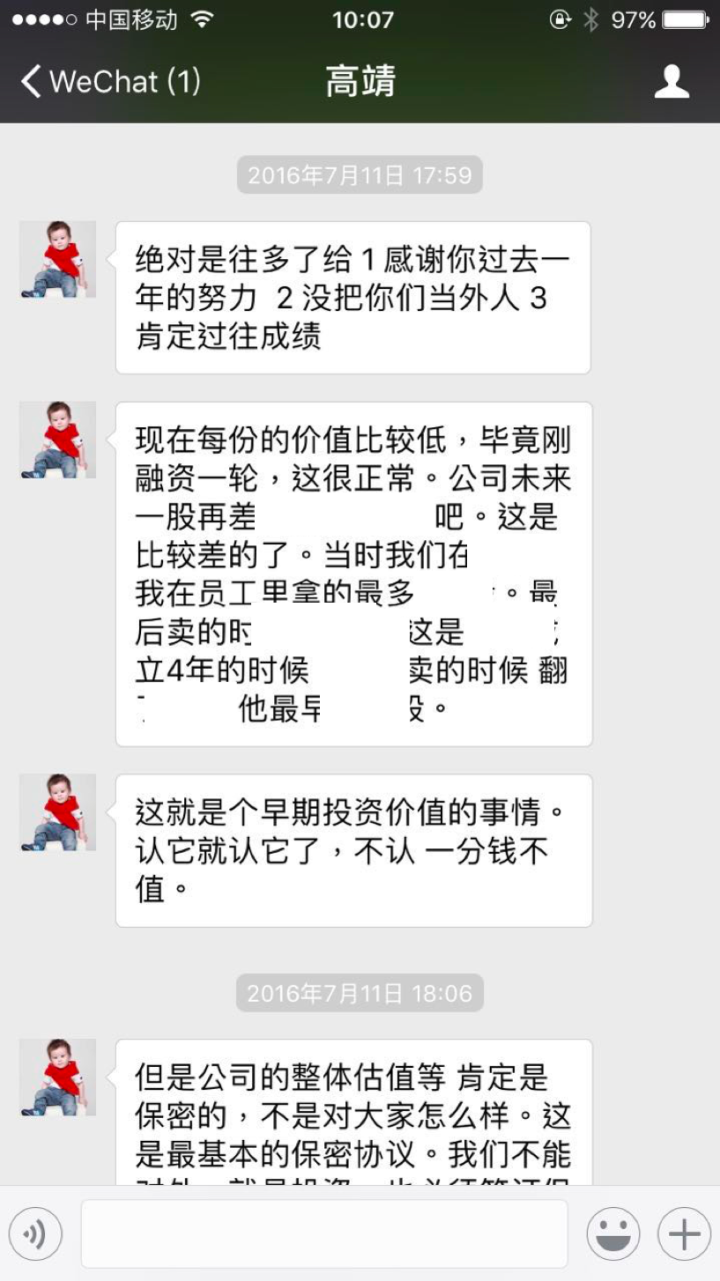 中国移动
10:07
97%
WeChat (1)
高靖
2016年7月11日 17:59
绝对是往多了给 1 感谢你过去一
年的努力 2 没把你们当外人 3
肯定过往成绩
现在每份的价值比较低，毕竟刚
融资一轮，这很正常。公司未来
一股再差 吧。这是
比较差的了。当时我们在
我在员工里拿的最多 。最
后卖的时 这是
立4年的时候 卖的时候 翻
他最早 。
这就是个早期投资价值的事情。
认它就认它了，不认 一分钱不
值。
2016年7月11日 18:06
但是公司的整体估值等 肯定是
保密的，不是对大家怎么样。这
是最基本的保密协议。我们不能